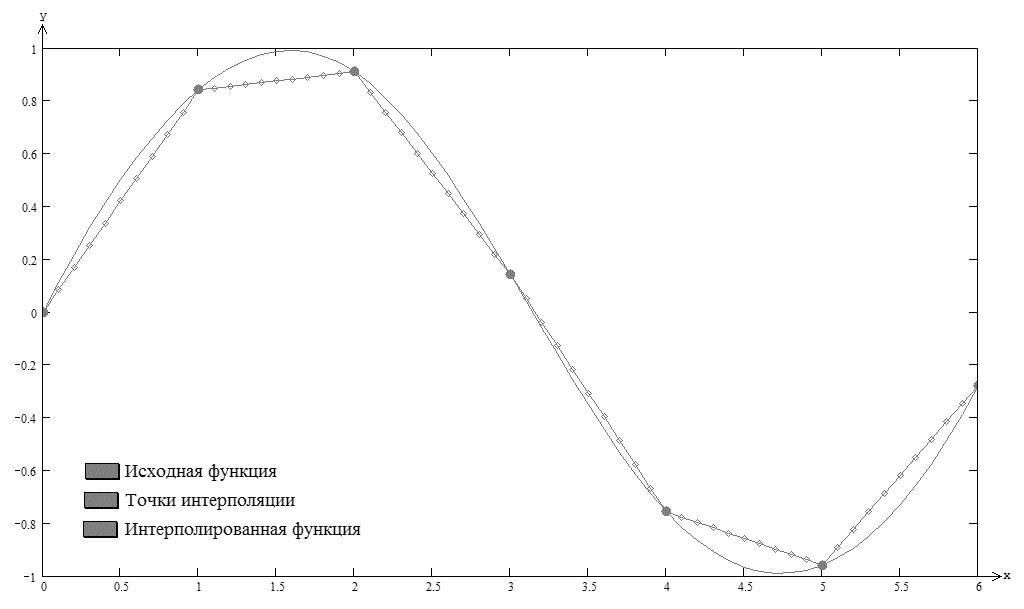 y
1
0.8
0.6
0.4
0.2
0
-0.2
-0.4
-0.6
-0.8
-1
Исходная функция
Точки интерполяции
Интерполированная функция
0 0.5 1 1.5 2 2.5 3 3.5 4 4.5 5 5.5 6 x